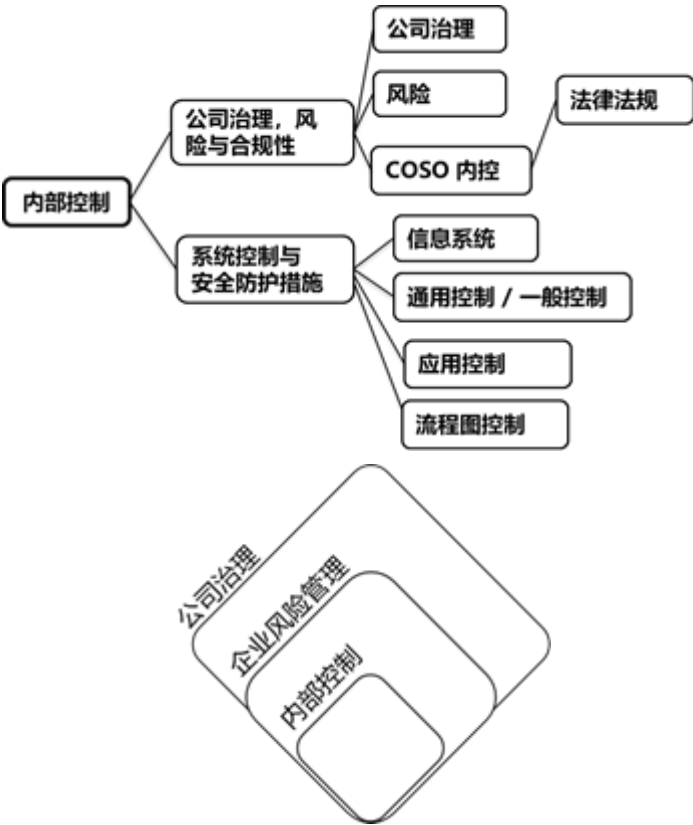 公司治理
风险
法律法规
公司治理，风
险与合规性
COSO 内控
内部控制
信息系统
系统控制与
安全防护措施
通用控制 / 一般控制
应用控制
流程图控制
公司治理
企业风险管理
内部控制